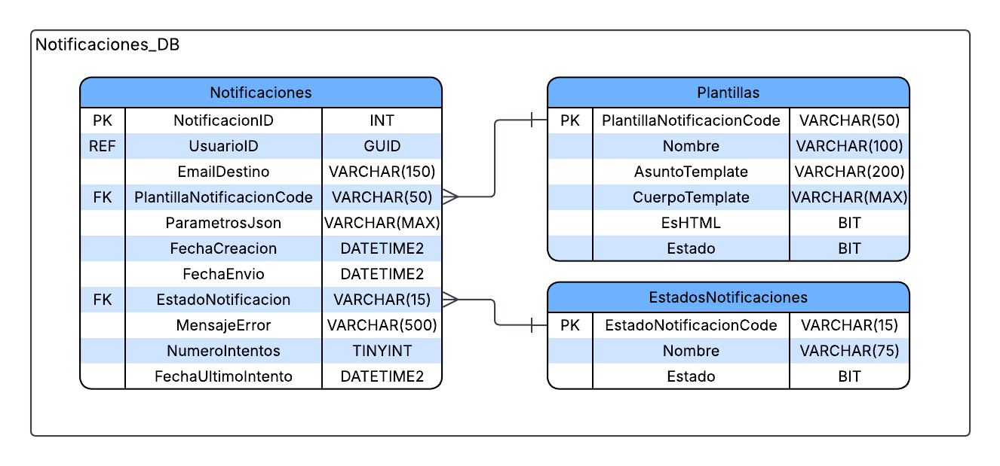 Notificaciones_DB
Notificaciones
PK NotificacionID INT
REF UsuarioID GUID
EmailDestino VARCHAR(150)
FK PlantillaNotificacionCode VARCHAR(50)
ParametrosJson VARCHAR(MAX)
FechaCreacion DATETIME2
FechaEnvio DATETIME2
FK EstadoNotificacion VARCHAR(15)
MensajeError VARCHAR(500)
NumeroIntentos TINYINT
FechaUltimoIntento DATETIME2
Plantillas
PK PlantillaNotificacionCode VARCHAR(50)
Nombre VARCHAR(100)
AsuntoTemplate VARCHAR(200)
CuerpoTemplate VARCHAR(MAX)
EsHTML BIT
Estado BIT
EstadosNotificaciones
PK EstadoNotificacionCode VARCHAR(15)
Nombre VARCHAR(75)
Estado BIT